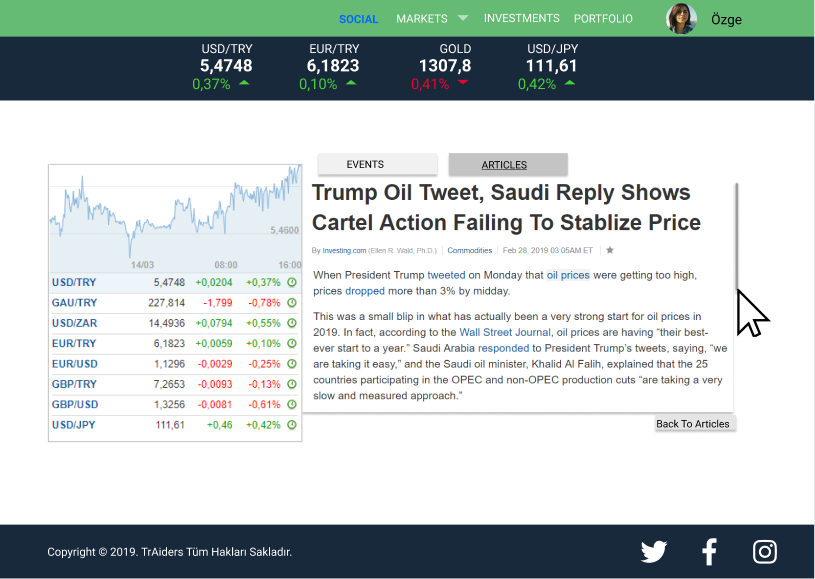 SOCIAL MARKETS INVESTMENTS PORTFOLIO Özge
USD/TRY EUR/TRY GOLD USD/JPY
5,4748 6,1823 1307,8 111,61
0,37% 0,10% 0,41% 0,42%
EVENTS ARTICLES
5,4600
14/03 08:00 16:00
USD/TRY 5,4748 +0,0204 +0,37%
GAU/TRY 227,814 -1,799 -0,78%
USD/ZAR 14,4936 +0,0794 +0,55%
EUR/TRY 6,1823 +0,0059 +0,10%
EUR/USD 1,1296 -0,0029 -0,25%
GBP/TRY 7,2653 -0,0093 -0,13%
GBP/USD 1,3256 -0,0081 -0,61%
USD/JPY 111,61 +0,46 +0,42%
Trump Oil Tweet, Saudi Reply Shows
Cartel Action Failing To Stablize Price
By Investing.com (Ellen R. Wald, Ph.D.) Commodities Feb 28, 2019 03:05AM ET
When President Trump tweeted on Monday that oil prices were getting too high,
prices dropped more than 3% by midday.
This was a small blip in what has actually been a very strong start for oil prices in
2019. In fact, according to the Wall Street Journal, oil prices are having “their best-
ever start to a year.” Saudi Arabia responded to President Trump’s tweets, saying, “we
are taking it easy,” and the Saudi oil minister, Khalid Al Falih, explained that the 25
countries participating in the OPEC and non-OPEC production cuts “are taking a very
slow and measured approach.”
Back To Articles
Copyright © 2019. TrAiders Tüm Hakları Sakladır.